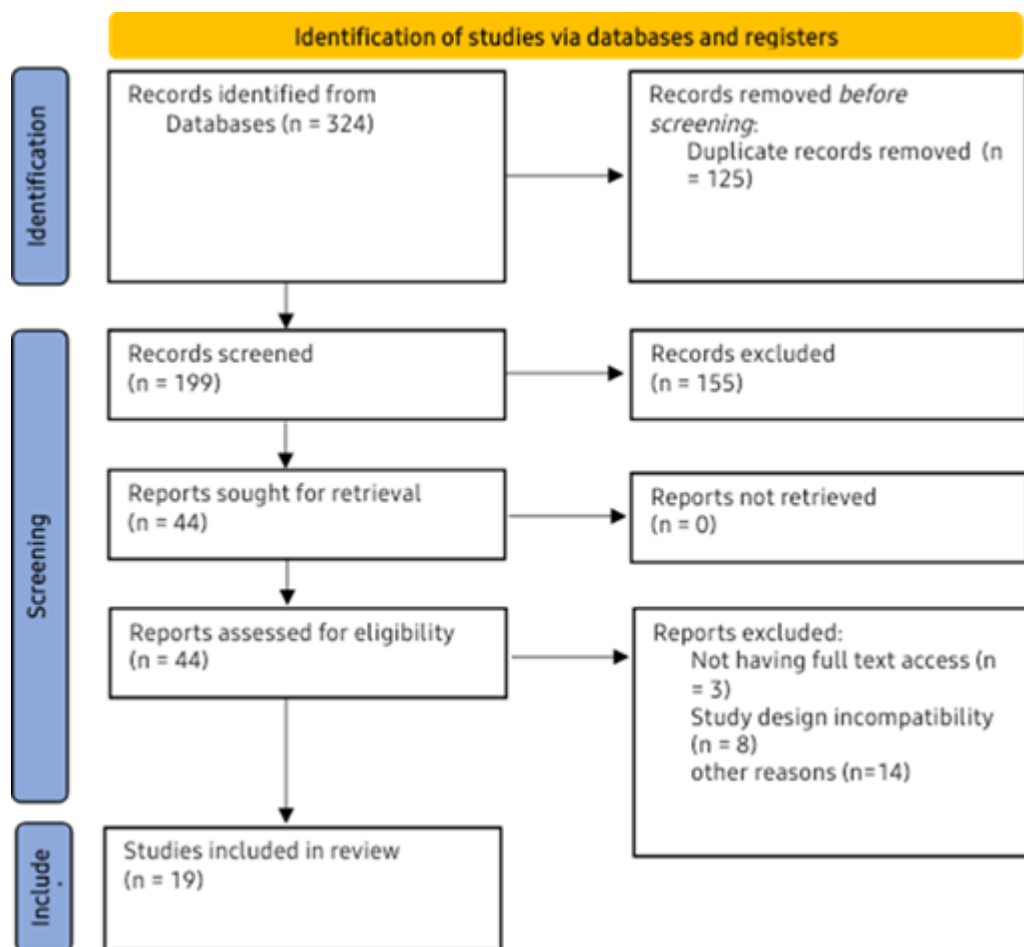 Identification of studies via databases and registers
Identification
Records identified from
Databases (n = 324)
Records removed before
screening:
Duplicate records removed (n
= 125)
Screening
Records screened
(n = 199)
Records excluded
(n = 155)
Reports sought for retrieval
(n = 44)
Reports not retrieved
(n = 0)
Reports assessed for eligibility
(n = 44)
Reports excluded:
Not having full text access (n
= 3)
Study design incompatibility
(n = 8)
other reasons (n=14)
Include
Studies included in review
(n = 19)